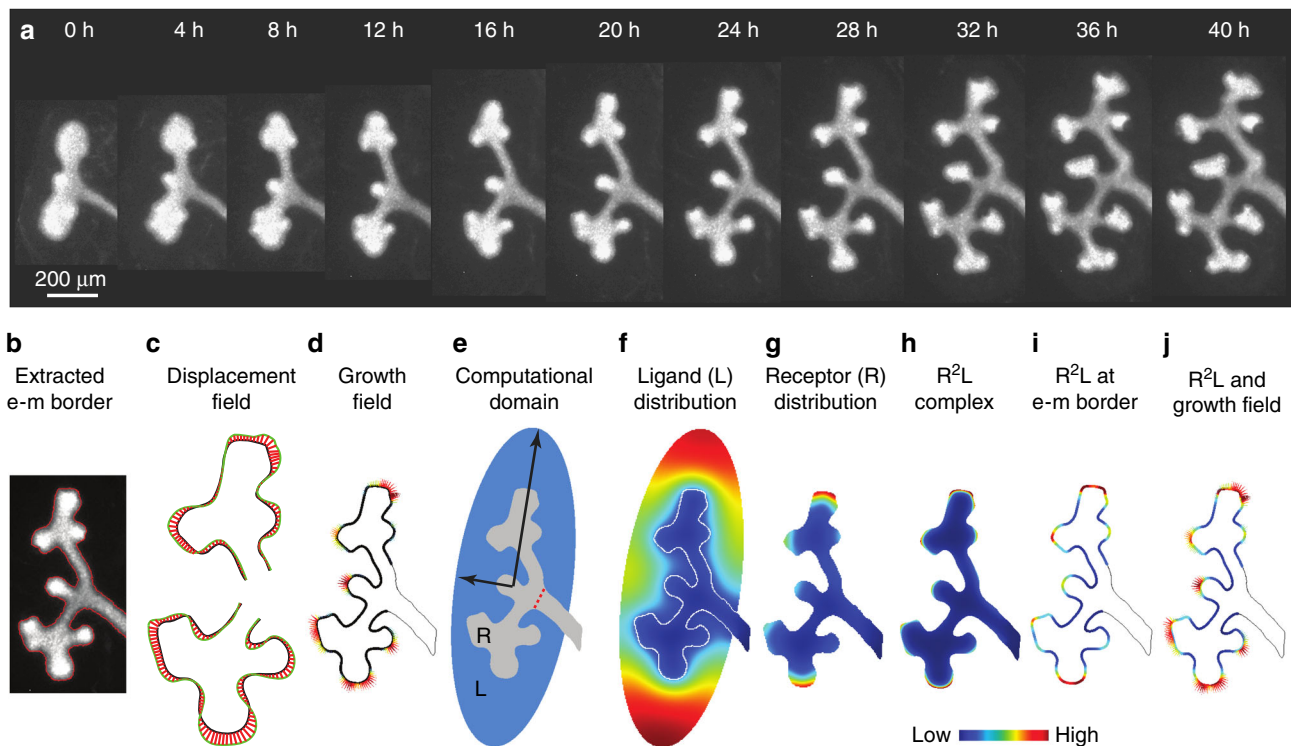 a
0 h 4 h 8 h 12 h 16 h 20 h 24 h 28 h 32 h 36 h 40 h
200 μm
b c d e f g h i j
Extracted Displacement Growth Computational Ligand (L) Receptor (R) R²L R²L at R²L and
e-m border field field domain distribution distribution complex e-m border growth field
R
L
Low High